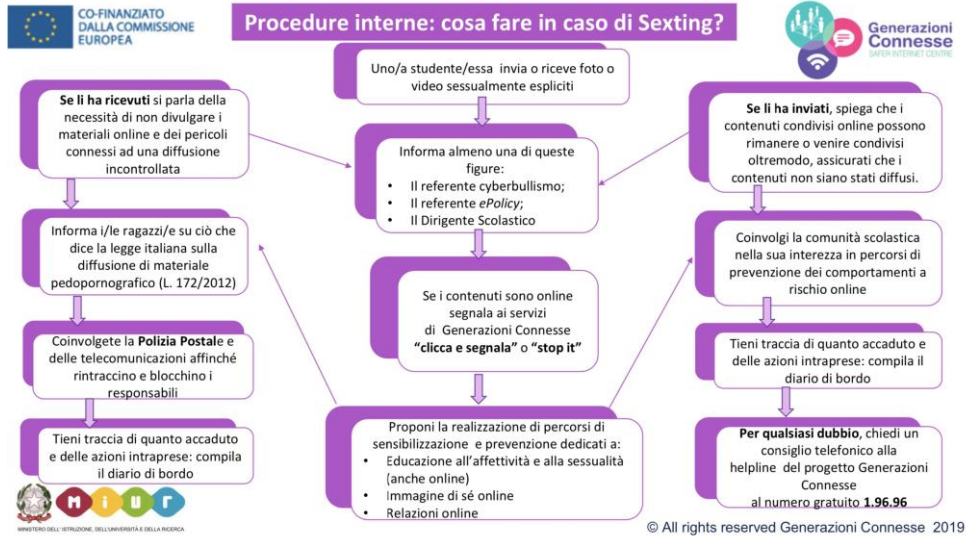 CO-FINANZIATO
DALLA COMMISSIONE
EUROPEA
Procedure interne: cosa fare in caso di Sexting?
Generazioni
Connesse
SAFER INTERNET CENTRE
Uno/a studente/essa invia o riceve foto o
video sessualmente espliciti
Se li ha ricevuti si parla della
necessità di non divulgare i
materiali online e dei pericoli
connessi ad una diffusione
incontrollata
Informa i/le ragazzi/e su ciò che
dice la legge italiana sulla
diffusione di materiale
pedopornografico (L. 172/2012)
Coinvolgete la Polizia Postale e
delle telecomunicazioni affinché
rintraccino e blocchino i
responsabili
Tieni traccia di quanto accaduto
e delle azioni intraprese: compila
il diario di bordo
Informa almeno una di queste
figure:
• Il referente cyberbullismo;
• Il referente ePolicy;
• Il Dirigente Scolastico
Se i contenuti sono online
segnala ai servizi
di Generazioni Connesse
“clicca e segnala” o “stop it”
Proponi la realizzazione di percorsi di
sensibilizzazione e prevenzione dedicati a:
• Educazione all’affettività e alla sessualità
(anche online)
• Immagine di sé online
• Relazioni online
Se li ha inviati, spiega che i
contenuti condivisi online possono
rimanere o venire condivisi
oltremodo, assicurati che i
contenuti non siano stati diffusi.
Coinvolgi la comunità scolastica
nella sua interezza in percorsi di
prevenzione dei comportamenti a
rischio online
Tieni traccia di quanto accaduto e
delle azioni intraprese: compila il
diario di bordo
Per qualsiasi dubbio, chiedi un
consiglio telefonico alla
helpline del progetto Generazioni
Connesse
al numero gratuito 1.96.96
miur
MINISTERO DELL'ISTRUZIONE, DELL'UNIVERSITÀ E DELLA RICERCA
© All rights reserved Generazioni Connesse 2019